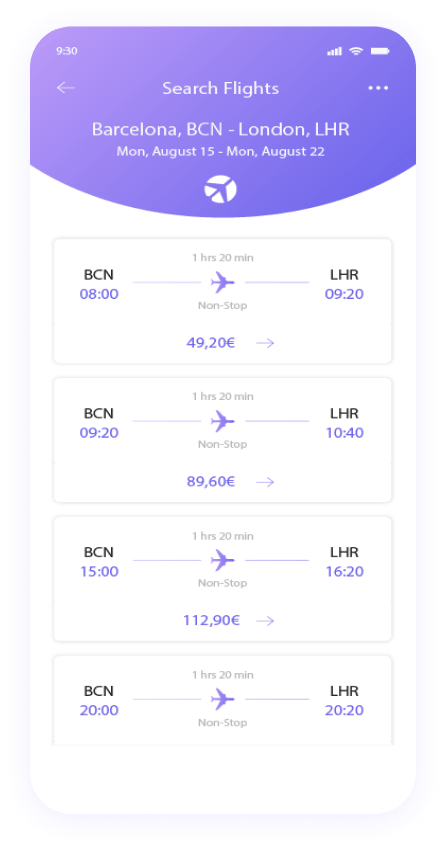 9:30
Search Flights
Barcelona, BCN - London, LHR
Mon, August 15 - Mon, August 22
1 hrs 20 min
BCN LHR
08:00 09:20
Non-Stop
49,20€
1 hrs 20 min
BCN LHR
09:20 10:40
Non-Stop
89,60€
1 hrs 20 min
BCN LHR
15:00 16:20
Non-Stop
112,90€
1 hrs 20 min
BCN LHR
20:00 20:20
Non-Stop